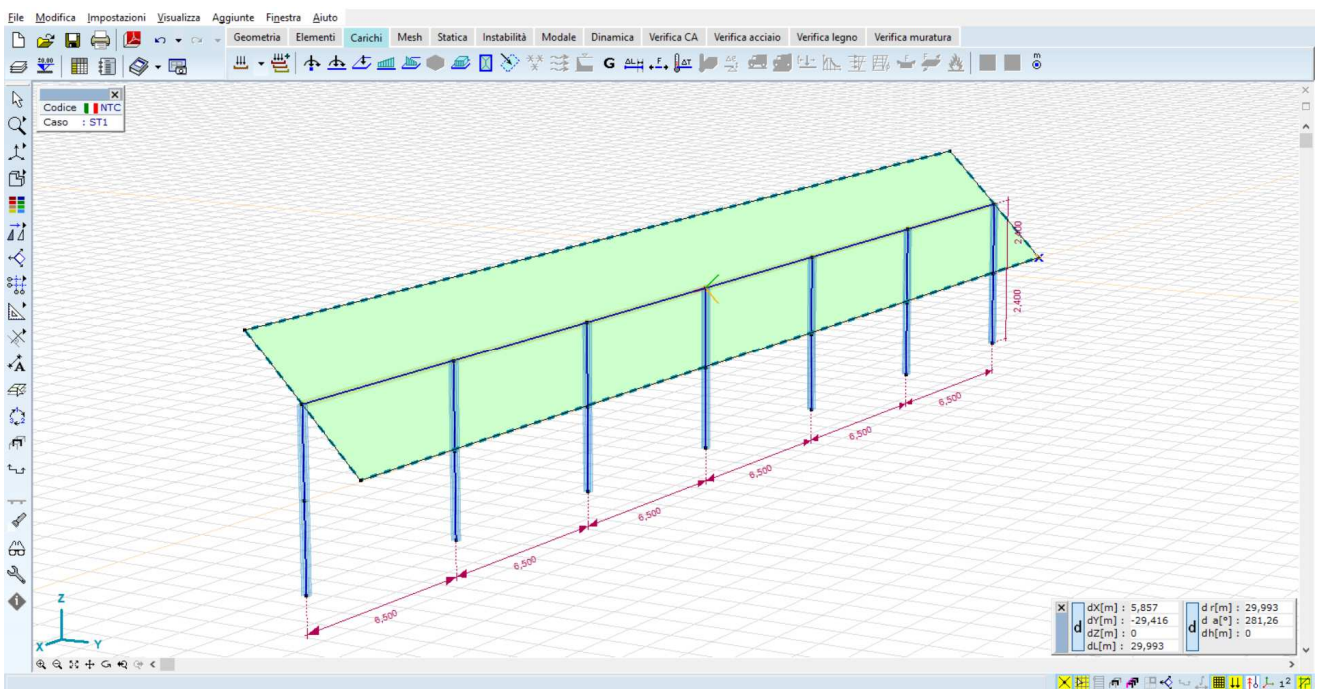 File Modifica Impostazioni Visualizza Aggiunte Finestra Aiuto
Geometria Elementi Carichi Mesh Statica Instabilità Modale Dinamica Verifica CA Verifica acciaio Verifica legno Verifica muratura
G
Codice NTC
Caso : ST1
2,400
2,400
6,500
6,500
6,500
6,500
6,500
6,500
Z
X Y
d
dX[m] : 5,857
dY[m] : -29,416
dZ[m] : 0
dL[m] : 29,993
d
d r[m] : 29,993
d a[°] : 281,26
dh[m] : 0